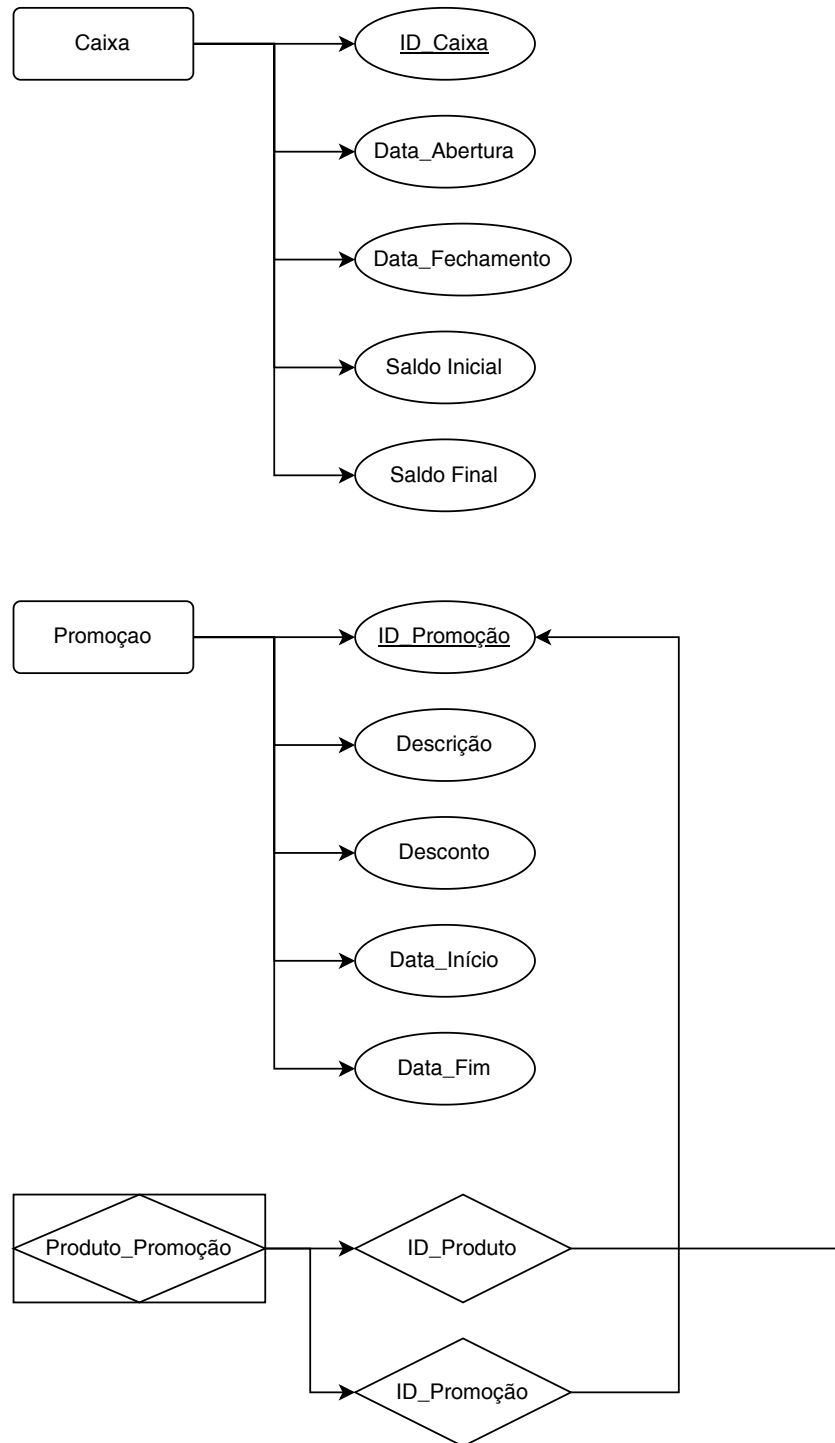 Caixa
ID_Caixa
Data_Abertura
Data_Fechamento
Saldo Inicial
Saldo Final
Promoçao
ID_Promoção
Descrição
Desconto
Data_Início
Data_Fim
Produto_Promoção
ID_Produto
ID_Promoção